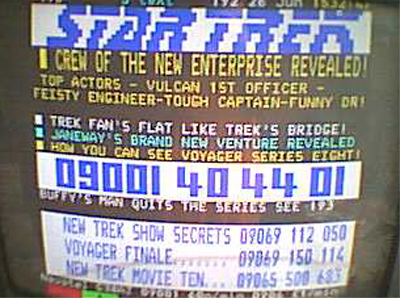 STAR TREK
CREW OF THE NEW ENTERPRISE REVEALED!
TOP ACTORS - VULCAN 1ST OFFICER -
FEISTY ENGINEER-TOUGH CAPTAIN-FUNNY DR!
TREK FAN'S FLAT LIKE TREK'S BRIDGE!
JANEWAY'S BRAND NEW VENTURE REVEALED
HOW YOU CAN SEE VOYAGER SERIES EIGHT!
09001 40 44 01
BUFFY'S MAN QUITS THE SERIES SEE 193
NEW TREK SHOW SECRETS 09069 112 050
VOYAGER FINALE....... 09069 150 114
NEW TREK MOVIE TEN... 09065 500 683